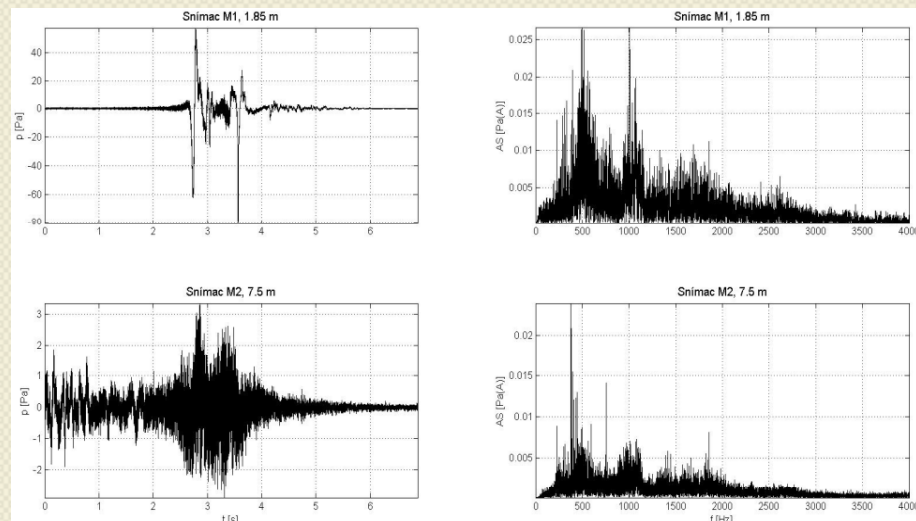 Snímac M1, 1.85 m
p [Pa]
40
20
0
-20
-40
-60
-80
-90
0 1 2 3 4 5 6
Snímac M1, 1.85 m
AS [Pa(A)]
0.025
0.02
0.015
0.01
0.005
0 500 1000 1500 2000 2500 3000 3500 4000
Snímac M2, 7.5 m
p [Pa]
3
2
1
0
-1
-2
0 1 2 3 4 5 6
t [s]
Snímac M2, 7.5 m
AS [Pa(A)]
0.02
0.015
0.01
0.005
0 500 1000 1500 2000 2500 3000 3500 4000
f [Hz]